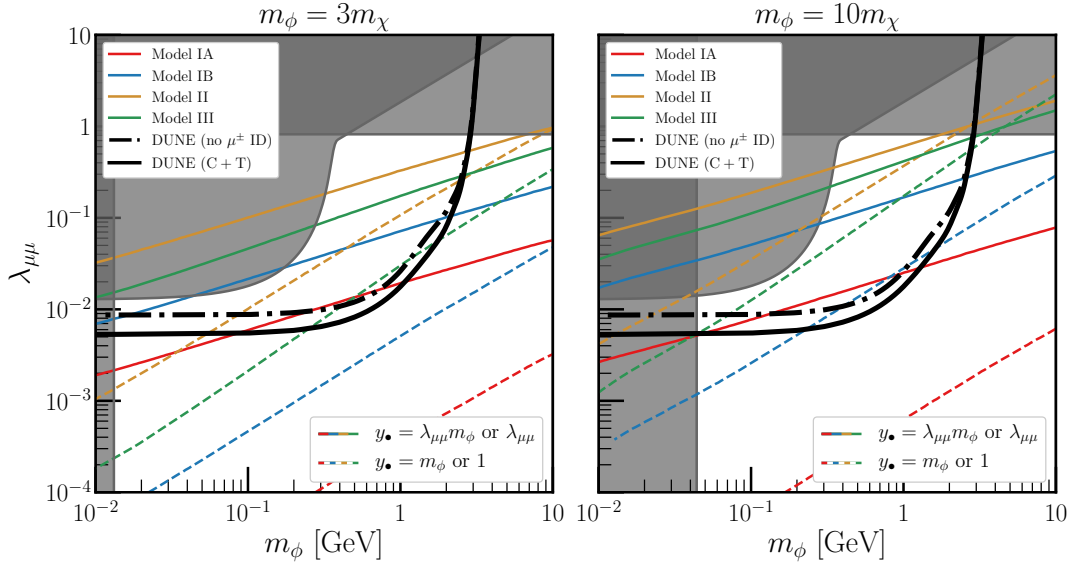 m_ϕ = 3m_χ
m_ϕ = 10m_χ
λ_μμ
10
1
10⁻¹
10⁻²
10⁻³
10⁻⁴
Model IA
Model IB
Model II
Model III
DUNE (no μ± ID)
DUNE (C + T)
y_• = λ_μμ m_ϕ or λ_μμ
y_• = m_ϕ or 1
10⁻² 10⁻¹ 1 10
m_ϕ [GeV]
Model IA
Model IB
Model II
Model III
DUNE (no μ± ID)
DUNE (C + T)
y_• = λ_μμ m_ϕ or λ_μμ
y_• = m_ϕ or 1
10⁻² 10⁻¹ 1 10
m_ϕ [GeV]